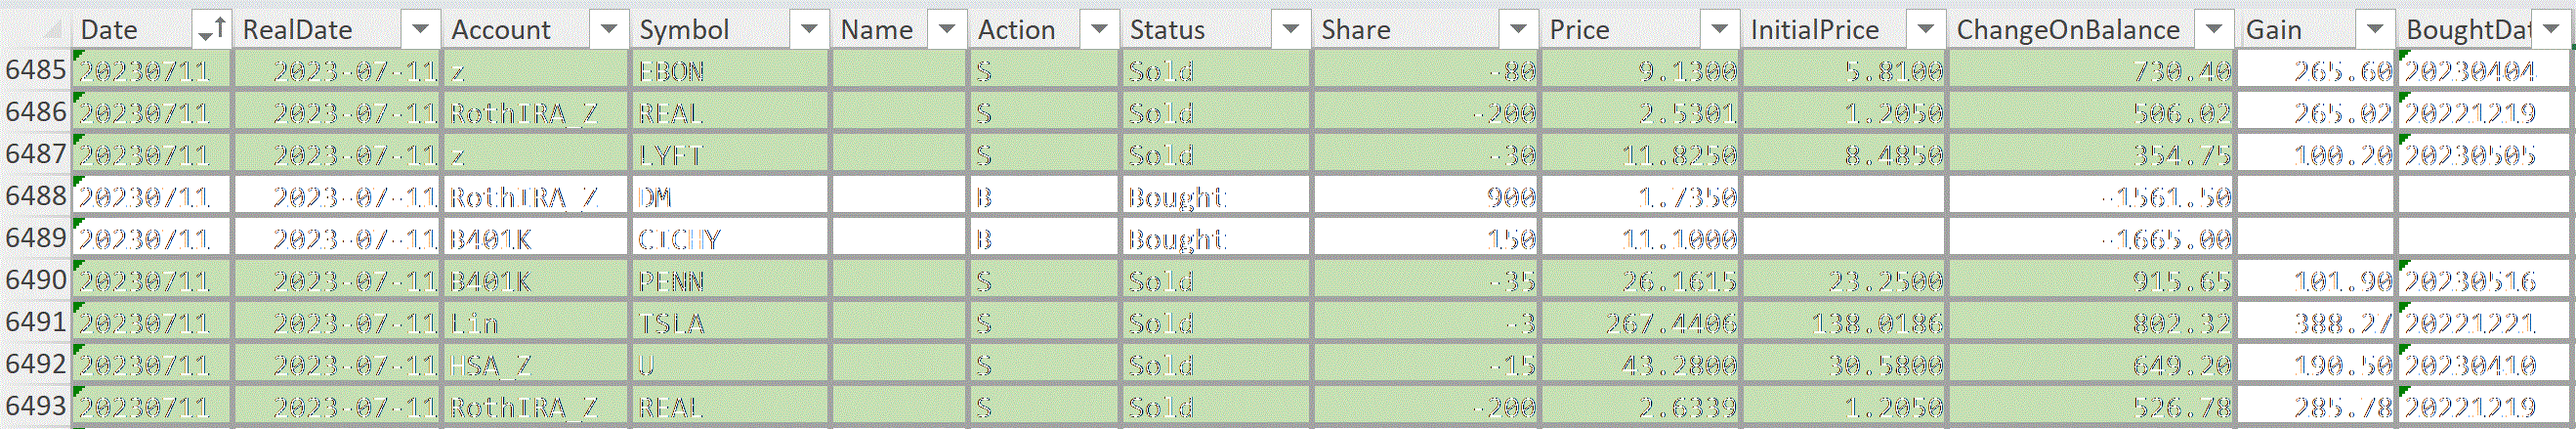 Date RealDate Account Symbol Name Action Status Share Price InitialPrice ChangeOnBalance Gain BoughtDat
6485 20230711 2023-07-11 z EBON S Sold -80 9.1300 5.8100 730.40 265.60 20230404
6486 20230711 2023-07-11 RothIRA_Z REAL S Sold -200 2.5301 1.2050 506.02 265.02 20221219
6487 20230711 2023-07-11 z LYFT S Sold -30 11.8250 8.4850 354.75 100.20 20230505
6488 20230711 2023-07-11 RothIRA_Z DM B Bought 900 1.7350 -1561.50
6489 20230711 2023-07-11 B401K CICHY B Bought 150 11.1000 -1665.00
6490 20230711 2023-07-11 B401K PENN S Sold -35 26.1615 23.2500 915.65 101.90 20230516
6491 20230711 2023-07-11 Lin TSLA S Sold -3 267.4406 138.0186 802.32 388.27 20221221
6492 20230711 2023-07-11 HSA_Z U S Sold -15 43.2800 30.5800 649.20 190.50 20230410
6493 20230711 2023-07-11 RothIRA_Z REAL S Sold -200 2.6339 1.2050 526.78 285.78 20221219